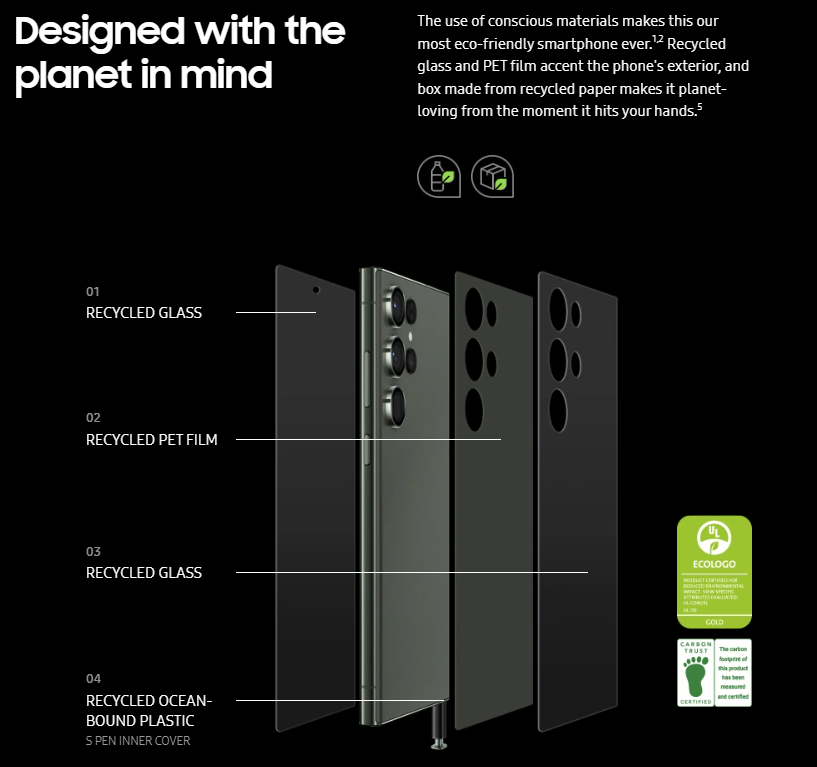 Designed with the
planet in mind
The use of conscious materials makes this our
most eco-friendly smartphone ever.1,2 Recycled
glass and PET film accent the phone's exterior, and
box made from recycled paper makes it planet-
loving from the moment it hits your hands.5
01
RECYCLED GLASS
02
RECYCLED PET FILM
03
RECYCLED GLASS
04
RECYCLED OCEAN-
BOUND PLASTIC
S PEN INNER COVER
UL
ECOLOGO
PRODUCT CERTIFIED FOR
REDUCED ENVIRONMENTAL
IMPACT. VIEW SPECIFIC
ATTRIBUTES EVALUATED:
UL.COM/EL
UL 110
GOLD
CARBON
TRUST
CERTIFIED
The carbon
footprint of
this product
has been
measured
and certified